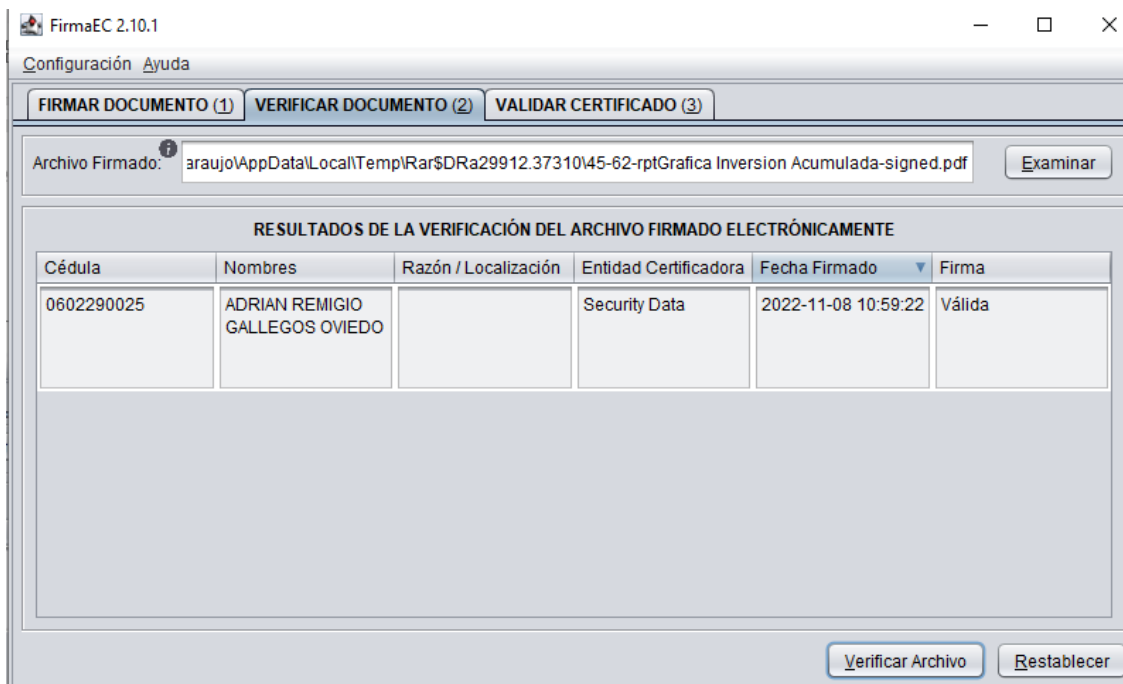 FirmaEC 2.10.1
Configuración Ayuda
FIRMAR DOCUMENTO (1) VERIFICAR DOCUMENTO (2) VALIDAR CERTIFICADO (3)
Archivo Firmado: araujo\AppData\Local\Temp\Rar$DRa29912.37310\45-62-rptGrafica Inversion Acumulada-signed.pdf Examinar
RESULTADOS DE LA VERIFICACIÓN DEL ARCHIVO FIRMADO ELECTRÓNICAMENTE
Cédula Nombres Razón / Localización Entidad Certificadora Fecha Firmado Firma
0602290025 ADRIAN REMIGIO Security Data 2022-11-08 10:59:22 Válida
GALLEGOS OVIEDO
Verificar Archivo Restablecer